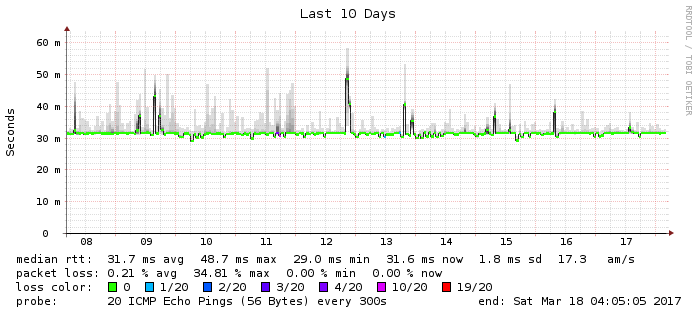 Last 10 Days
RRDTOOL / TOBI OETIKER
Seconds
60 m
50 m
40 m
30 m
20 m
10 m
0
08 09 10 11 12 13 14 15 16 17
median rtt: 31.7 ms avg 48.7 ms max 29.0 ms min 31.6 ms now 1.8 ms sd 17.3 am/s
packet loss: 0.21 % avg 34.81 % max 0.00 % min 0.00 % now
loss color: 0 1/20 2/20 3/20 4/20 10/20 19/20
probe: 20 ICMP Echo Pings (56 Bytes) every 300s end: Sat Mar 18 04:05:05 2017